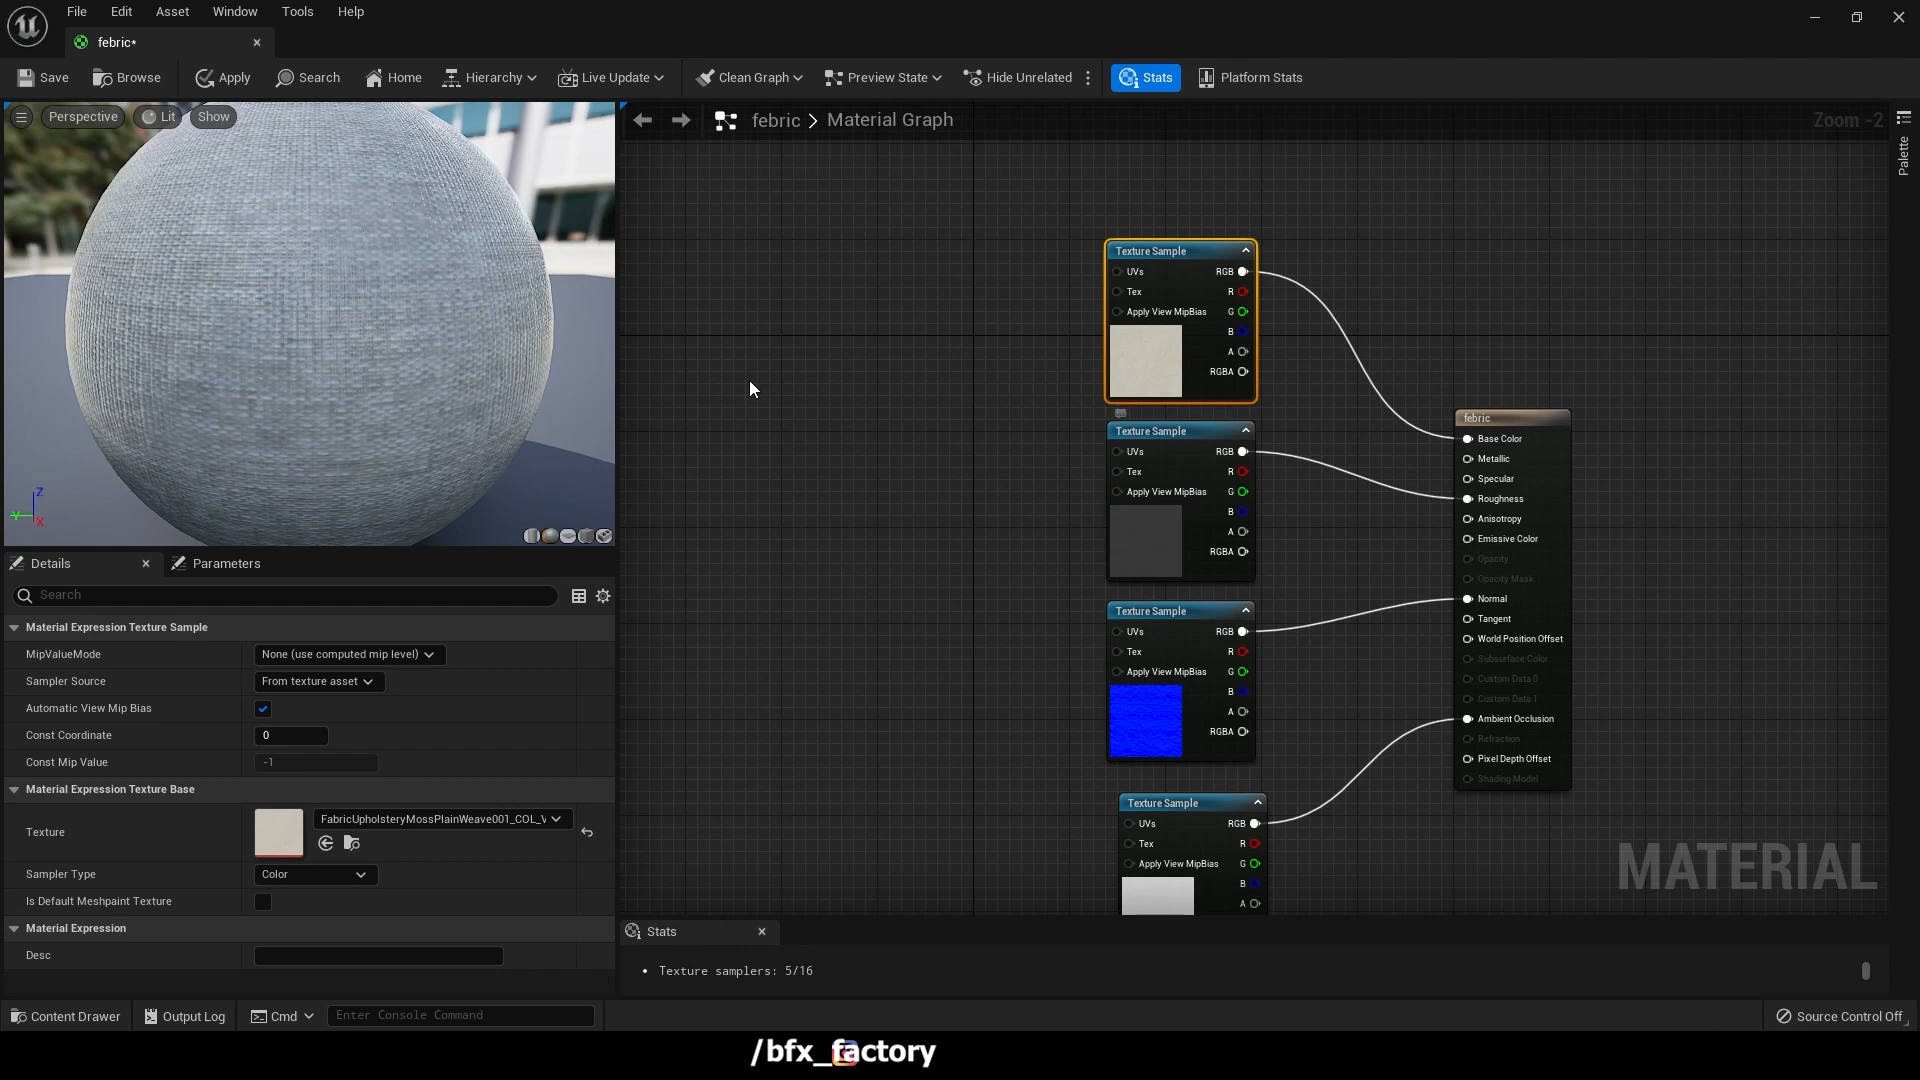 File Edit Asset Window Tools Help
febric*
Save Browse Apply Search Home Hierarchy Live Update Clean Graph Preview State Hide Unrelated Stats Platform Stats
Perspective Lit Show
febric > Material Graph
Zoom -2
Palette
Z
Y
X
Texture Sample
UVs RGB
Tex R
Apply View MipBias G
B
A
RGBA
Texture Sample
UVs RGB
Tex R
Apply View MipBias G
B
A
RGBA
Texture Sample
UVs RGB
Tex R
Apply View MipBias G
B
A
RGBA
Texture Sample
UVs RGB
Tex R
Apply View MipBias G
B
A
febric
Base Color
Metallic
Specular
Roughness
Anisotropy
Emissive Color
Opacity
Opacity Mask
Normal
Tangent
World Position Offset
Subsurface Color
Custom Data 0
Custom Data 1
Ambient Occlusion
Refraction
Pixel Depth Offset
Shading Model
MATERIAL
Details Parameters
Search
Material Expression Texture Sample
MipValueMode None (use computed mip level)
Sampler Source From texture asset
Automatic View Mip Bias
Const Coordinate 0
Const Mip Value -1
Material Expression Texture Base
Texture FabricUpholsteryMossPlainWeave001_COL_V
Sampler Type Color
Is Default Meshpaint Texture
Material Expression
Desc
Stats
• Texture samplers: 5/16
Content Drawer Output Log Cmd Enter Console Command Source Control Off
/bfx_factory